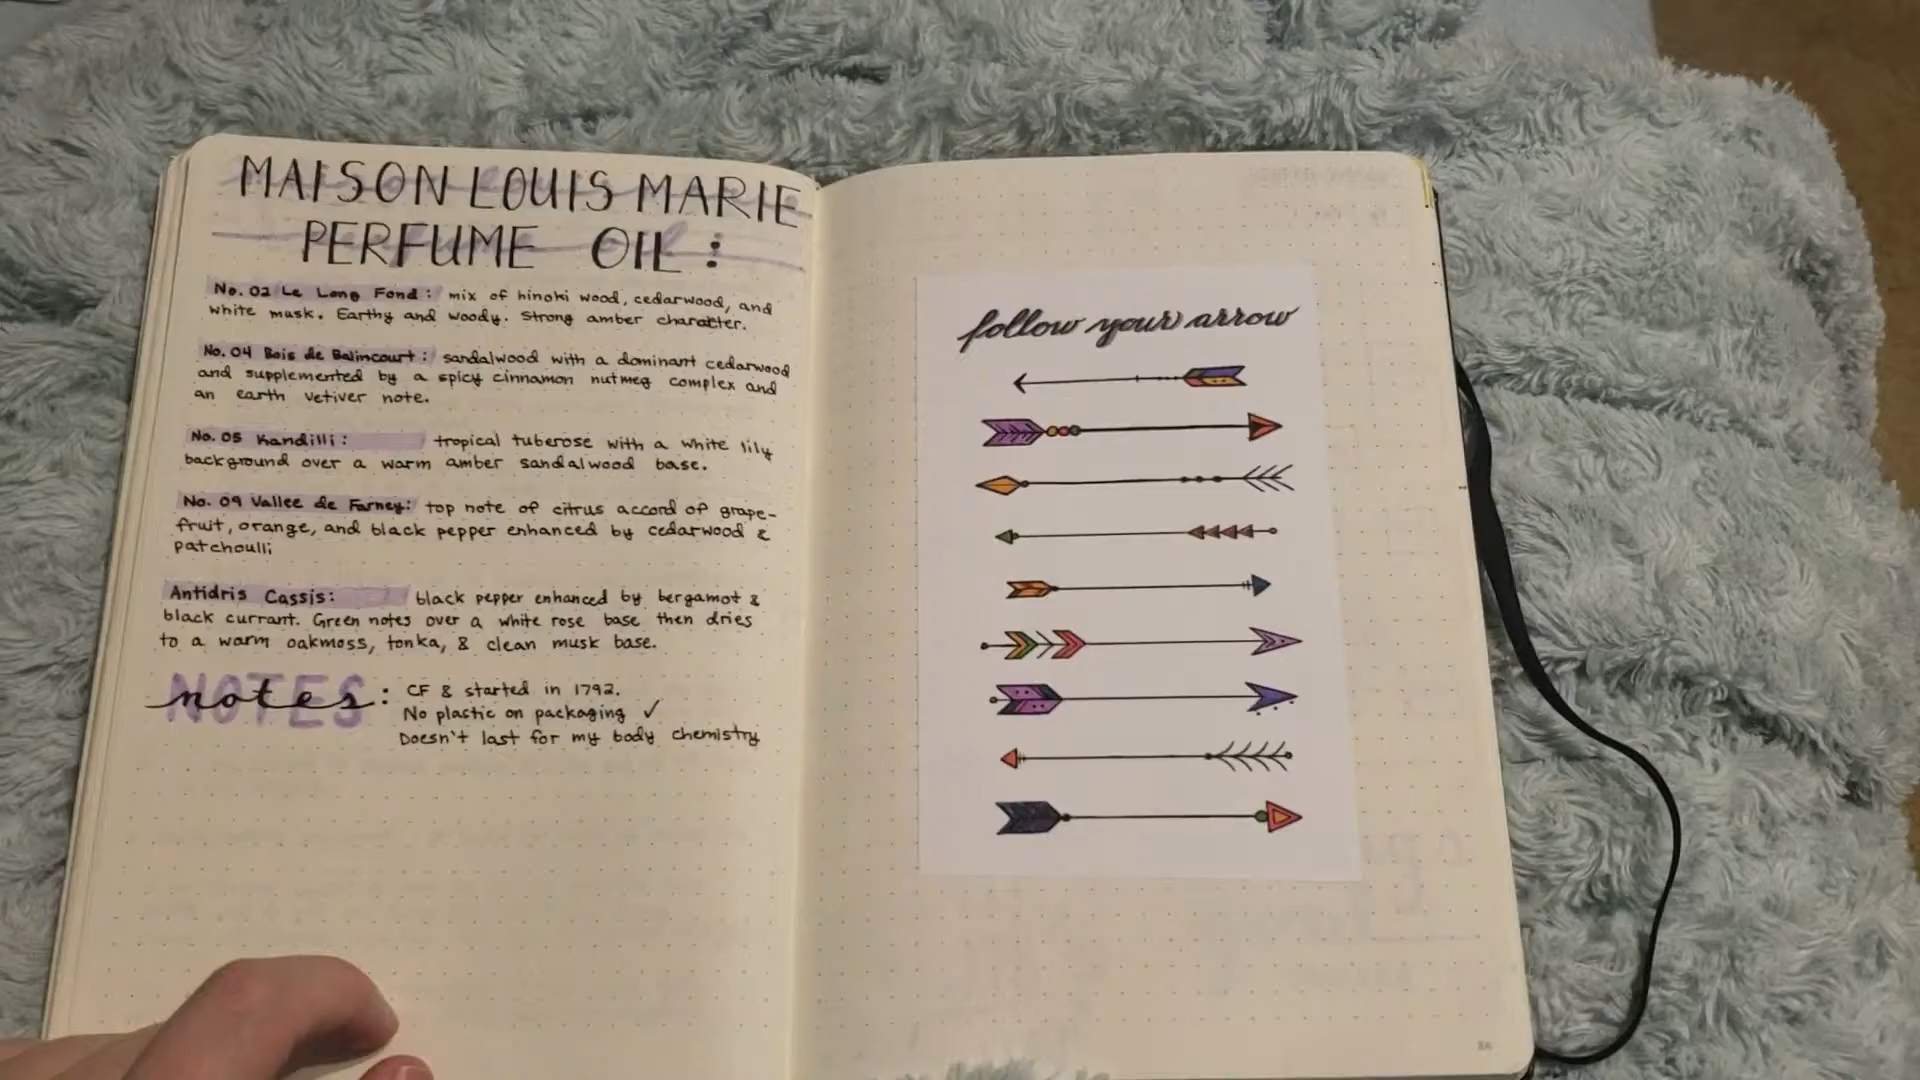 MAISON LOUIS MARIE
PERFUME OIL:
No. 02 Le Long Fond: mix of hinoki wood, cedarwood, and
white musk. Earthy and woody. Strong amber character.
No. 04 Bois de Balincourt: sandalwood with a dominant cedarwood
and supplemented by a spicy cinnamon nutmeg complex and
an earth vetiver note.
No. 05 Kandilli: tropical tuberose with a white lily
background over a warm amber sandalwood base.
No. 09 Vallee de Farney: top note of citrus accord of grape-
fruit, orange, and black pepper enhanced by cedarwood &
patchoulli
Antidris Cassis: black pepper enhanced by bergamot &
black currant. Green notes over a white rose base then dries
to a warm oakmoss, tonka, & clean musk base.
NOTES
notes: CF & started in 1792.
No plastic on packaging ✓
Doesn't last for my body chemistry
follow your arrow